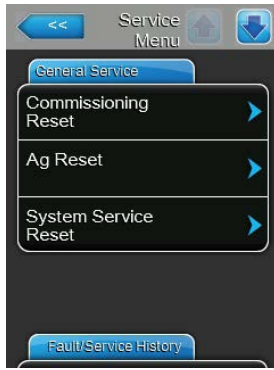 <<
Service
Menu
General Service
Commissioning
Reset
Ag Reset
System Service
Reset
Fault/Service History